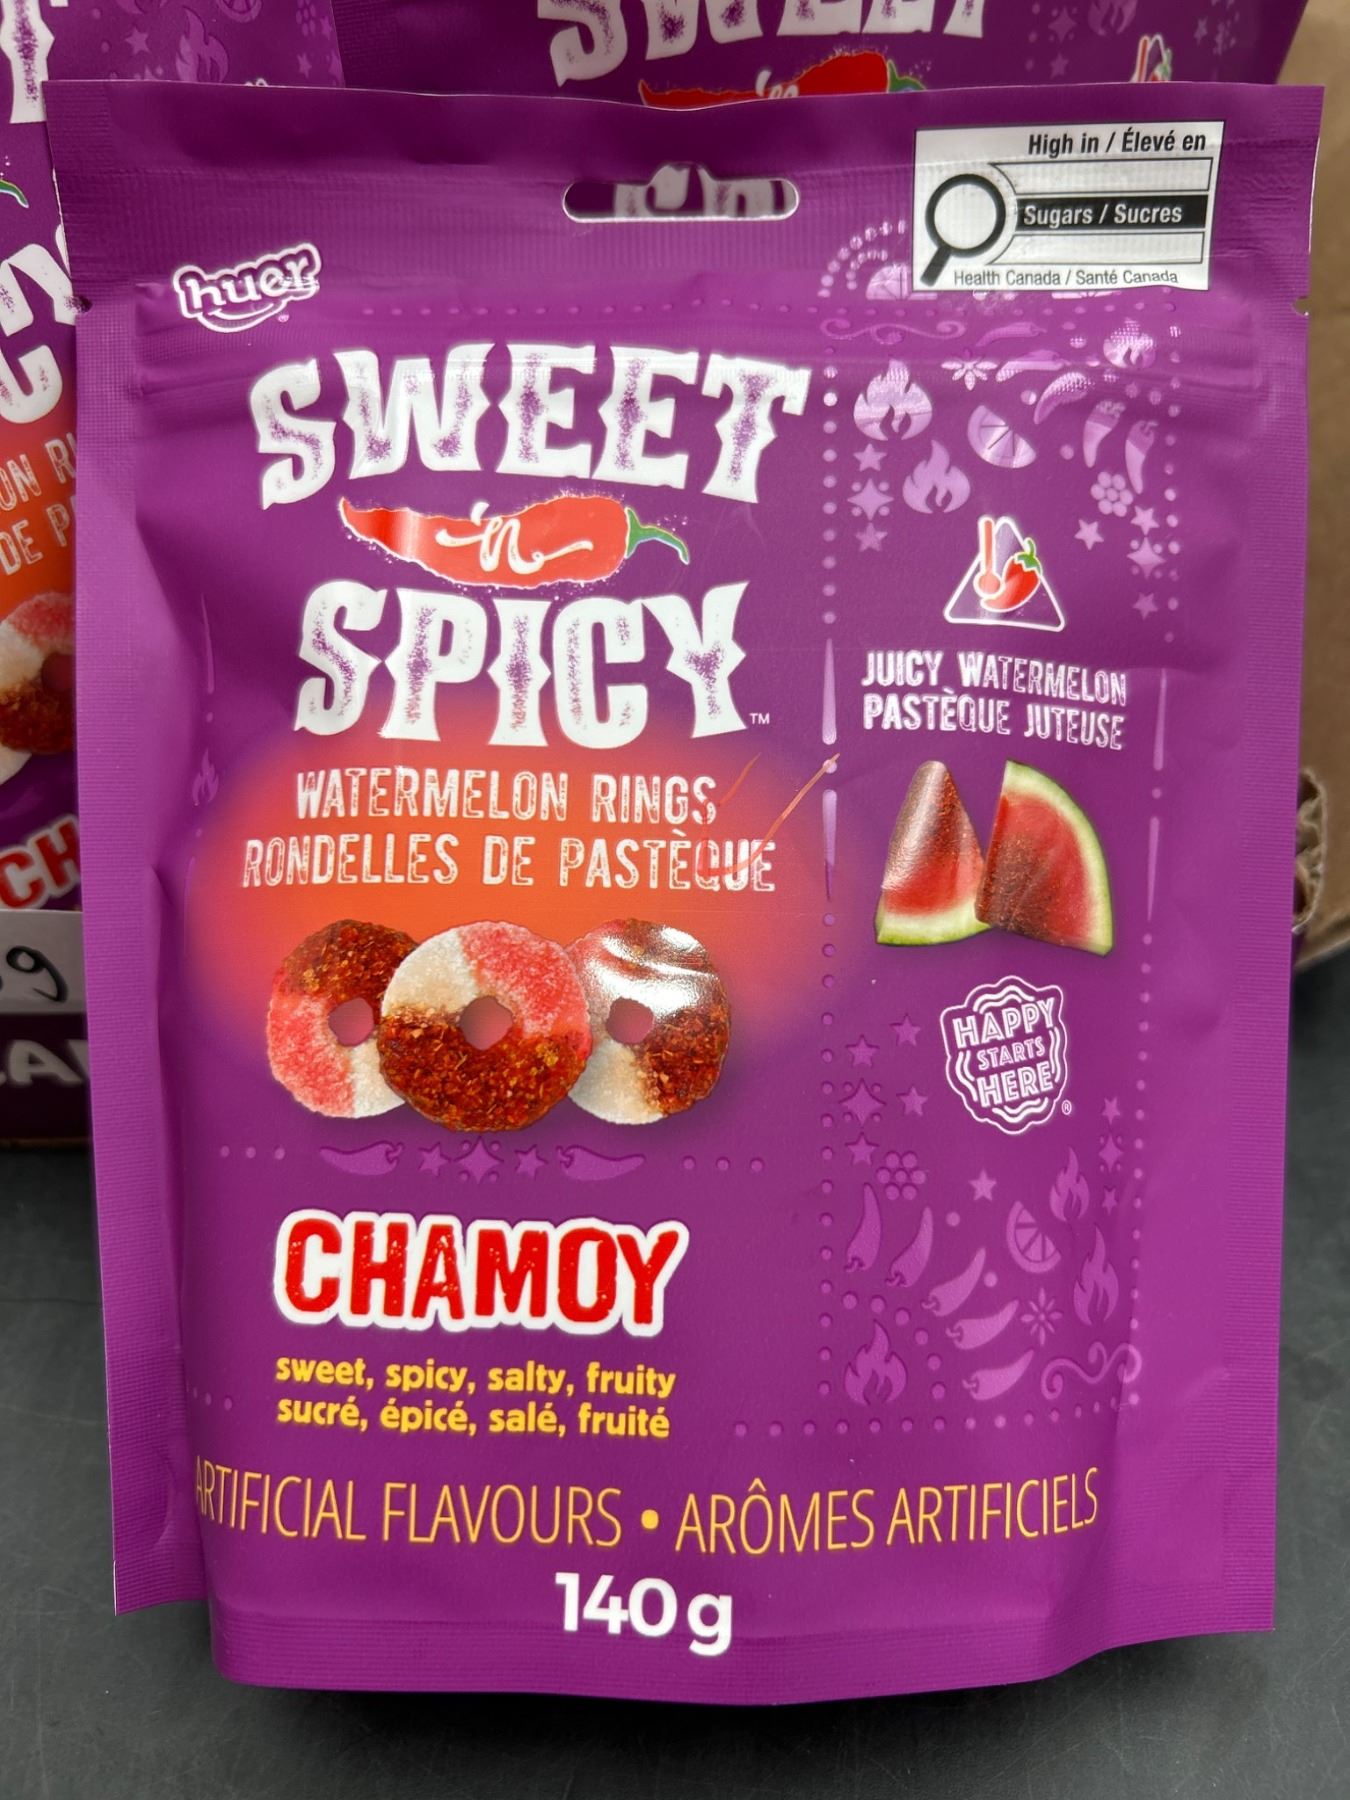 SWEET
'n
High in / Élevé en
Sugars / Sucres
Health Canada / Santé Canada
huer
SWEET
'n
SPICY™
WATERMELON RINGS
RONDELLES DE PASTÈQUE
JUICY WATERMELON
PASTÈQUE JUTEUSE
HAPPY
STARTS
HERE®
CHAMOY
sweet, spicy, salty, fruity
sucré, épicé, salé, fruité
ARTIFICIAL FLAVOURS • ARÔMES ARTIFICIELS
140 g